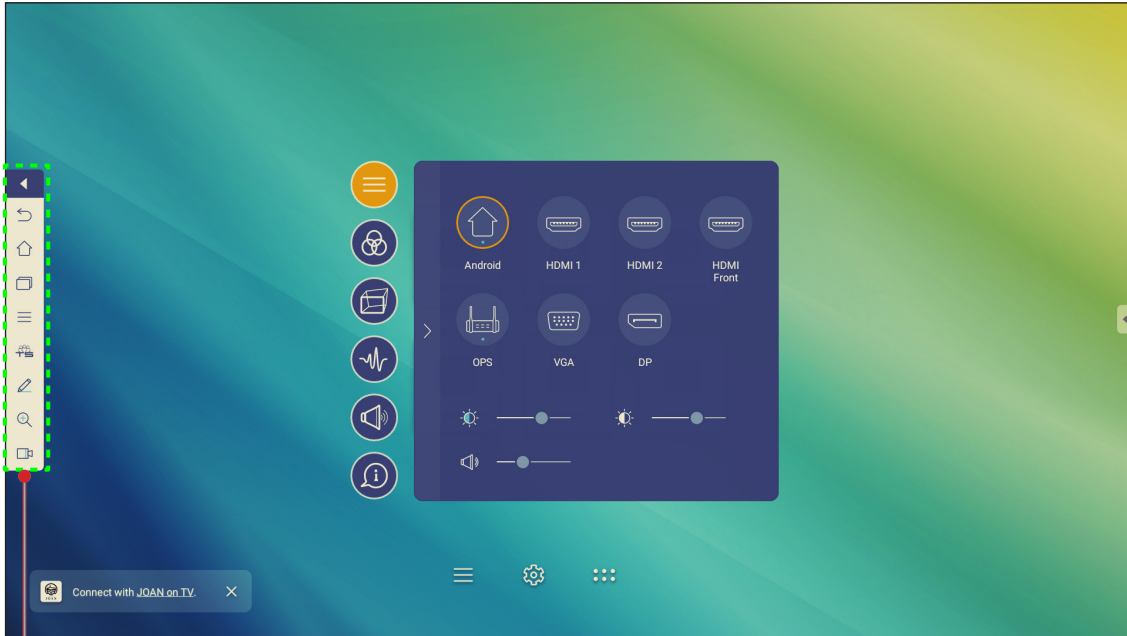 Android
HDMI 1
HDMI 2
HDMI
Front
OPS
VGA
DP
Connect with JOAN on TV.